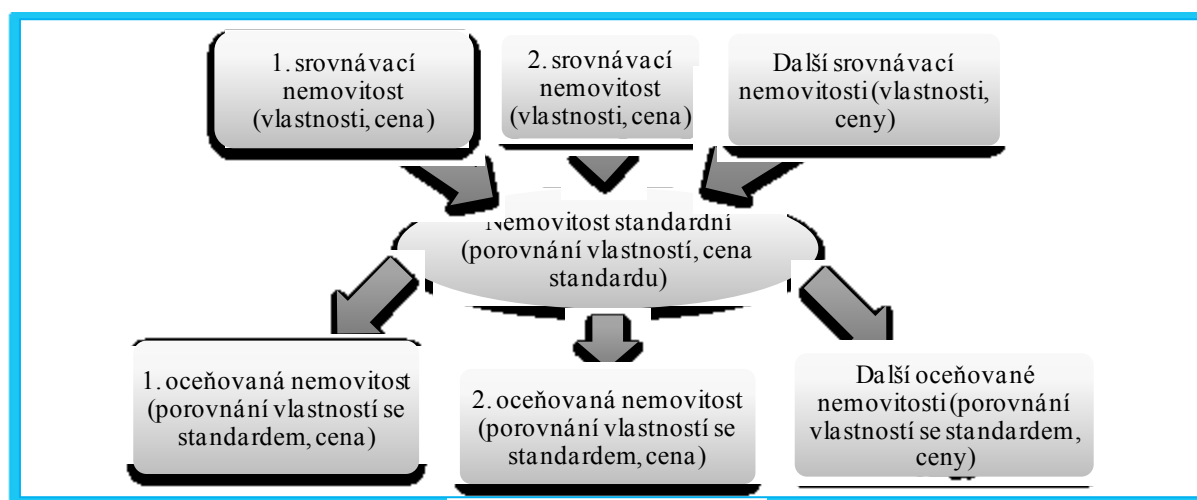 1. srovnávací
nemovitost
(vlastnosti, cena)
2. srovnávací
nemovitost
(vlastnosti, cena)
Další srovnávací
nemovitosti (vlastnosti,
ceny)
Nemovitost standardní
(porovnání vlastností, cena
standardu)
1. oceňovaná nemovitost
(porovnání vlastností se
standardem, cena)
2. oceňovaná nemovitost
(porovnání vlastností se
standardem, cena)
Další oceňované
nemovitosti (porovnání
vlastností se standardem,
ceny)